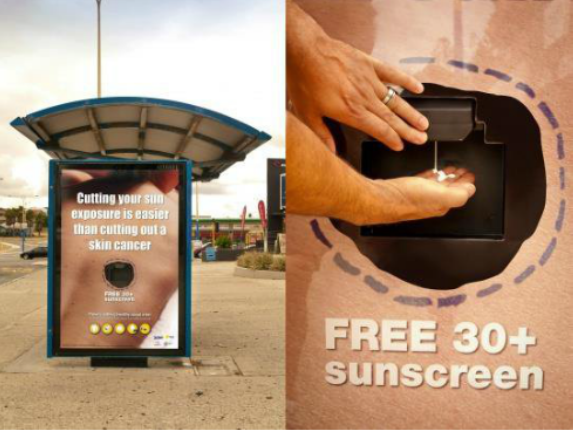 Cutting your sun
exposure is easier
than cutting out a
skin cancer
FREE 30+
sunscreen
FREE 30+
sunscreen